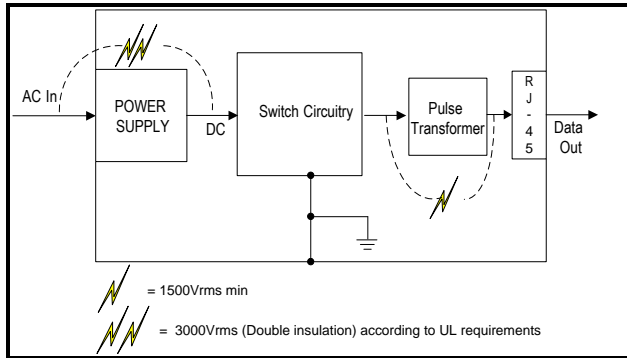 AC In
POWER
SUPPLY
DC
Switch Circuitry
Pulse
Transformer
R
J
-
4
5
Data
Out
= 1500Vrms min
= 3000Vrms (Double insulation) according to UL requirements